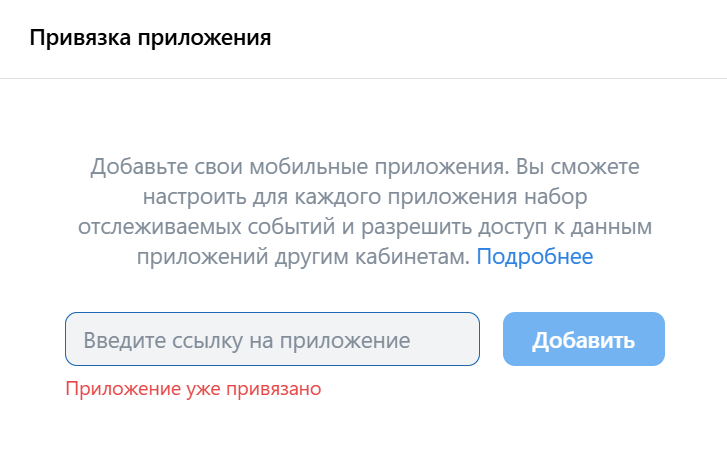 Привязка приложения
Добавьте свои мобильные приложения. Вы сможете
настроить для каждого приложения набор
отслеживаемых событий и разрешить доступ к данным
приложений другим кабинетам. Подробнее
Введите ссылку на приложение
Добавить
Приложение уже привязано